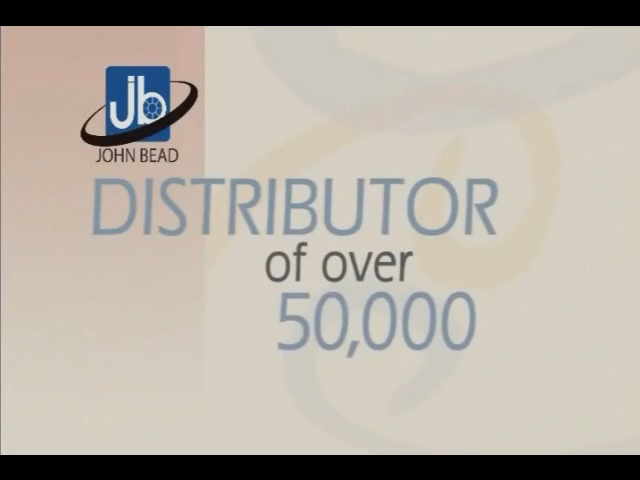 jb
JOHN BEAD
DISTRIBUTOR
of over
50,000